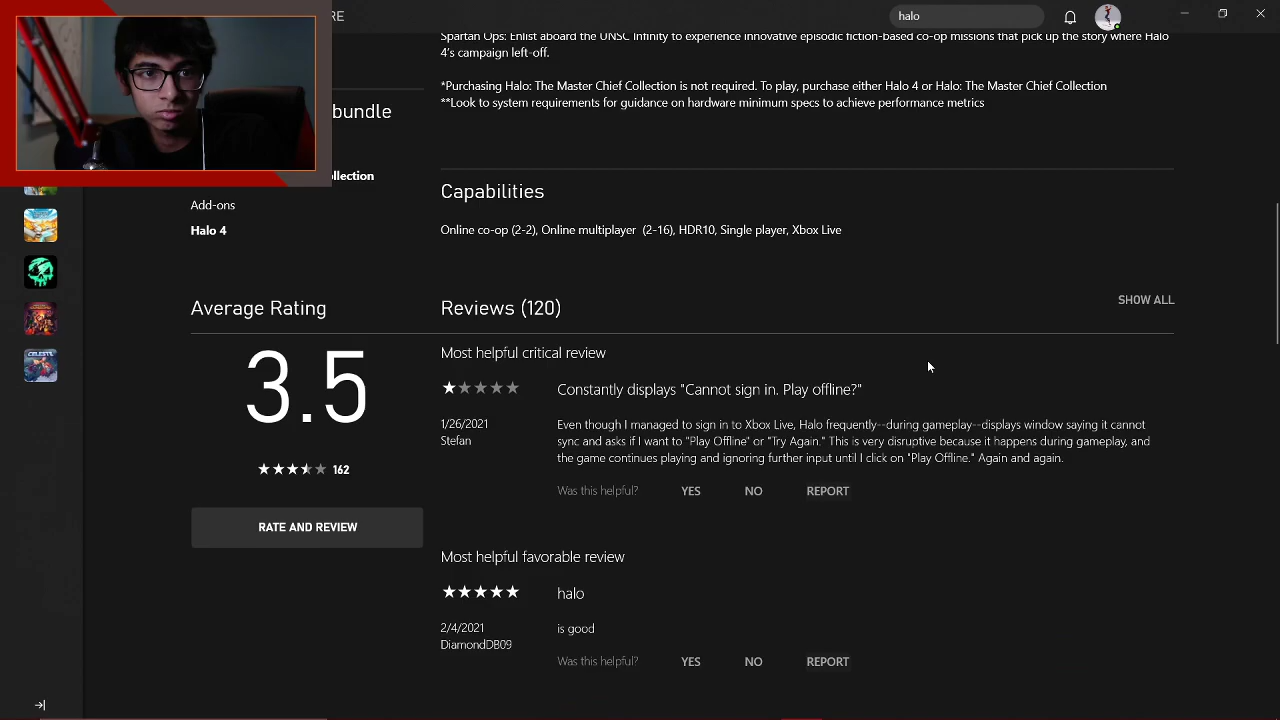 RE
halo
Spartan Ops: Enlist aboard the UNSC Infinity to experience innovative episodic fiction-based co-op missions that pick up the story where Halo
4's campaign left-off.
*Purchasing Halo: The Master Chief Collection is not required. To play, purchase either Halo 4 or Halo: The Master Chief Collection
**Look to system requirements for guidance on hardware minimum specs to achieve performance metrics
bundle
llection
Add-ons
Halo 4
Capabilities
Online co-op (2-2), Online multiplayer (2-16), HDR10, Single player, Xbox Live
Average Rating
3.5
162
RATE AND REVIEW
Reviews (120)
SHOW ALL
Most helpful critical review
Constantly displays "Cannot sign in. Play offline?"
1/26/2021
Stefan
Even though I managed to sign in to Xbox Live, Halo frequently--during gameplay--displays window saying it cannot
sync and asks if I want to "Play Offline" or "Try Again." This is very disruptive because it happens during gameplay, and
the game continues playing and ignoring further input until I click on "Play Offline." Again and again.
Was this helpful? YES NO REPORT
Most helpful favorable review
halo
2/4/2021
DiamondDB09
is good
Was this helpful? YES NO REPORT
CELESTE